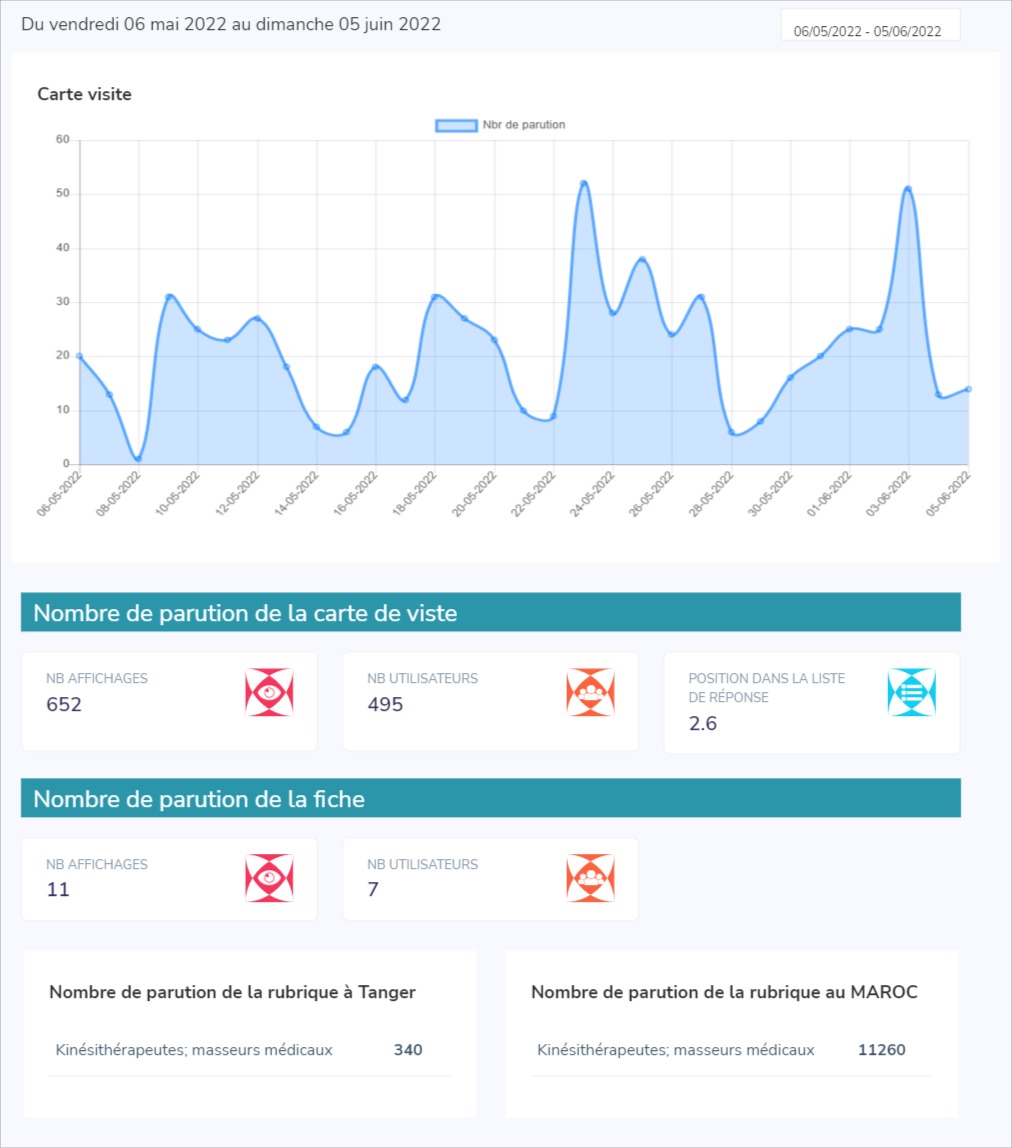 Du vendredi 06 mai 2022 au dimanche 05 juin 2022
06/05/2022 - 05/06/2022
Carte visite
Nbr de parution
60
50
40
30
20
10
0
06-05-2022
08-05-2022
10-05-2022
12-05-2022
14-05-2022
16-05-2022
18-05-2022
20-05-2022
22-05-2022
24-05-2022
26-05-2022
28-05-2022
30-05-2022
01-06-2022
03-06-2022
05-06-2022
Nombre de parution de la carte de viste
NB AFFICHAGES
652
NB UTILISATEURS
495
POSITION DANS LA LISTE
DE RÉPONSE
2.6
Nombre de parution de la fiche
NB AFFICHAGES
11
NB UTILISATEURS
7
Nombre de parution de la rubrique à Tanger
Kinésithérapeutes; masseurs médicaux 340
Nombre de parution de la rubrique au MAROC
Kinésithérapeutes; masseurs médicaux 11260